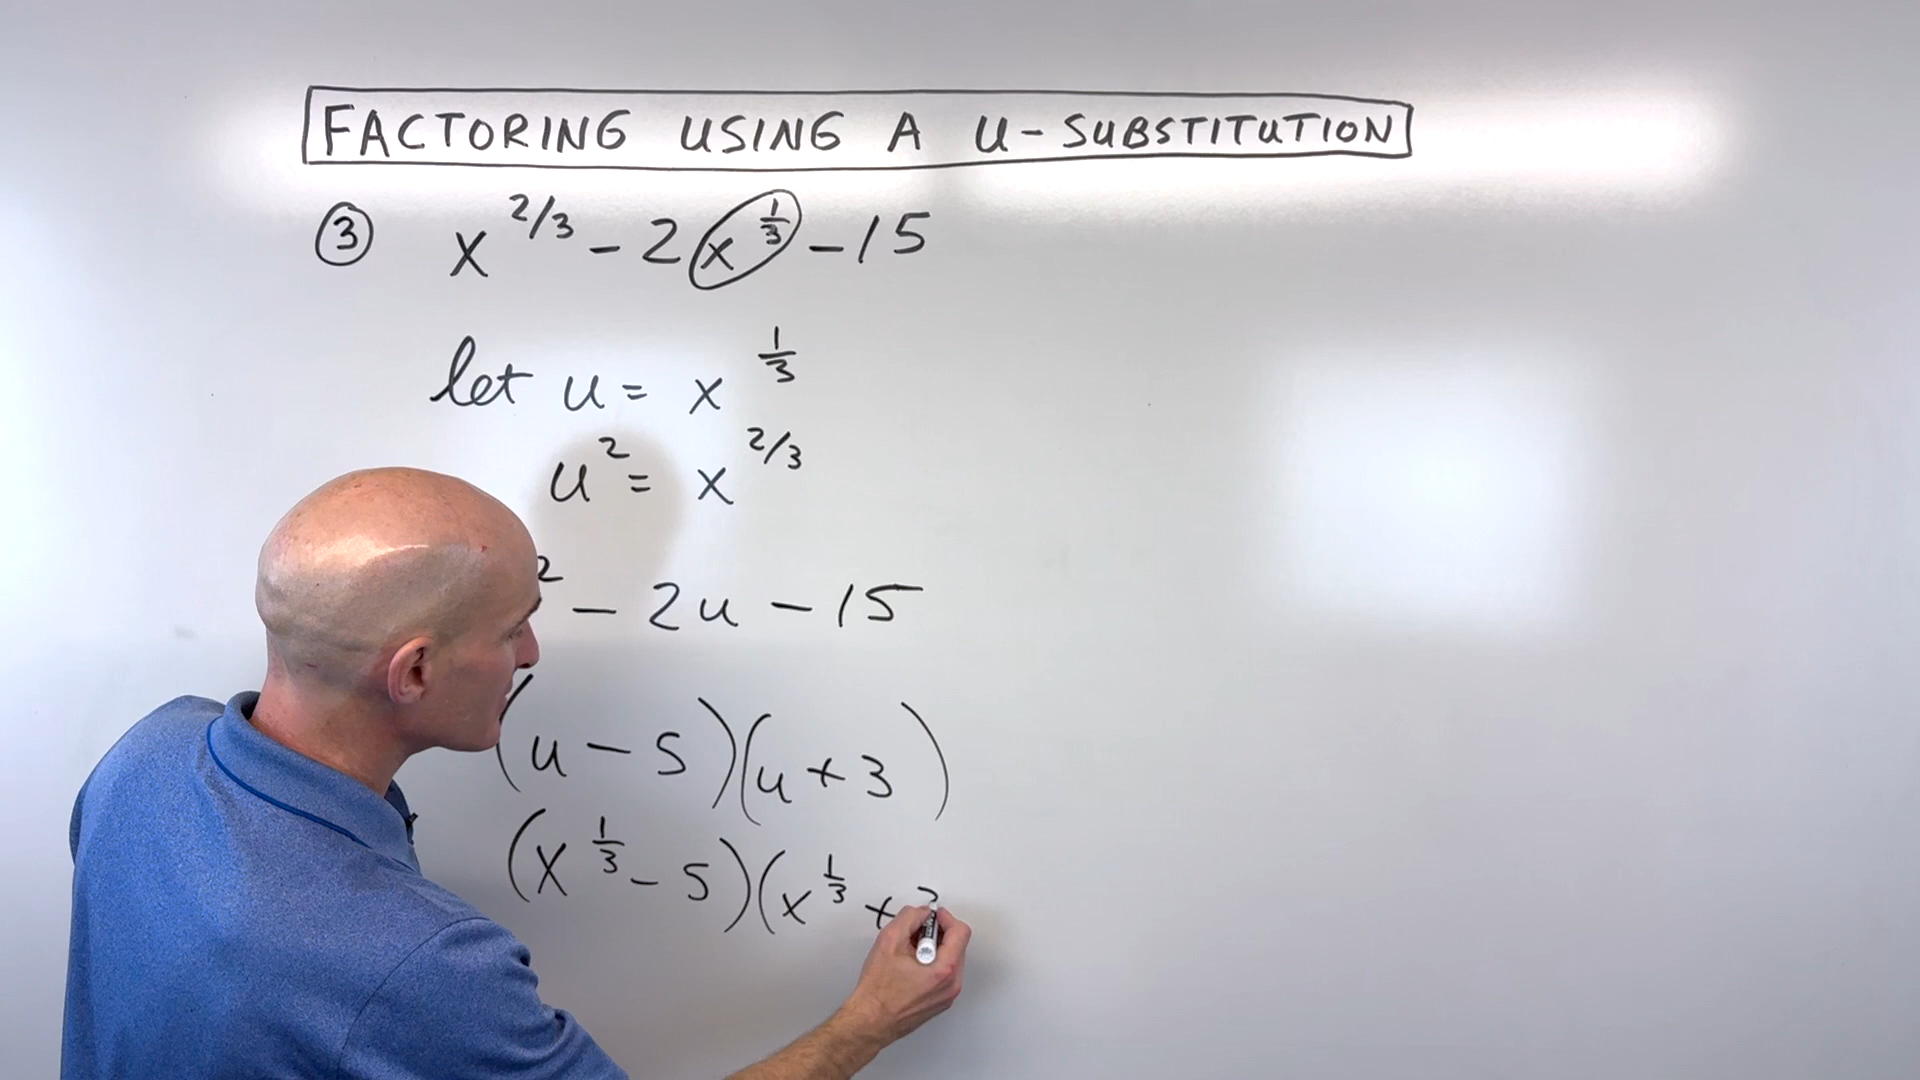 FACTORING USING A U-SUBSTITUTION
③ x^2/3 - 2x^1/3 - 15
let u = x^1/3
u^2 = x^2/3
^2 - 2u - 15
(u - 5)(u + 3)
(x^1/3 - 5)(x^1/3 +